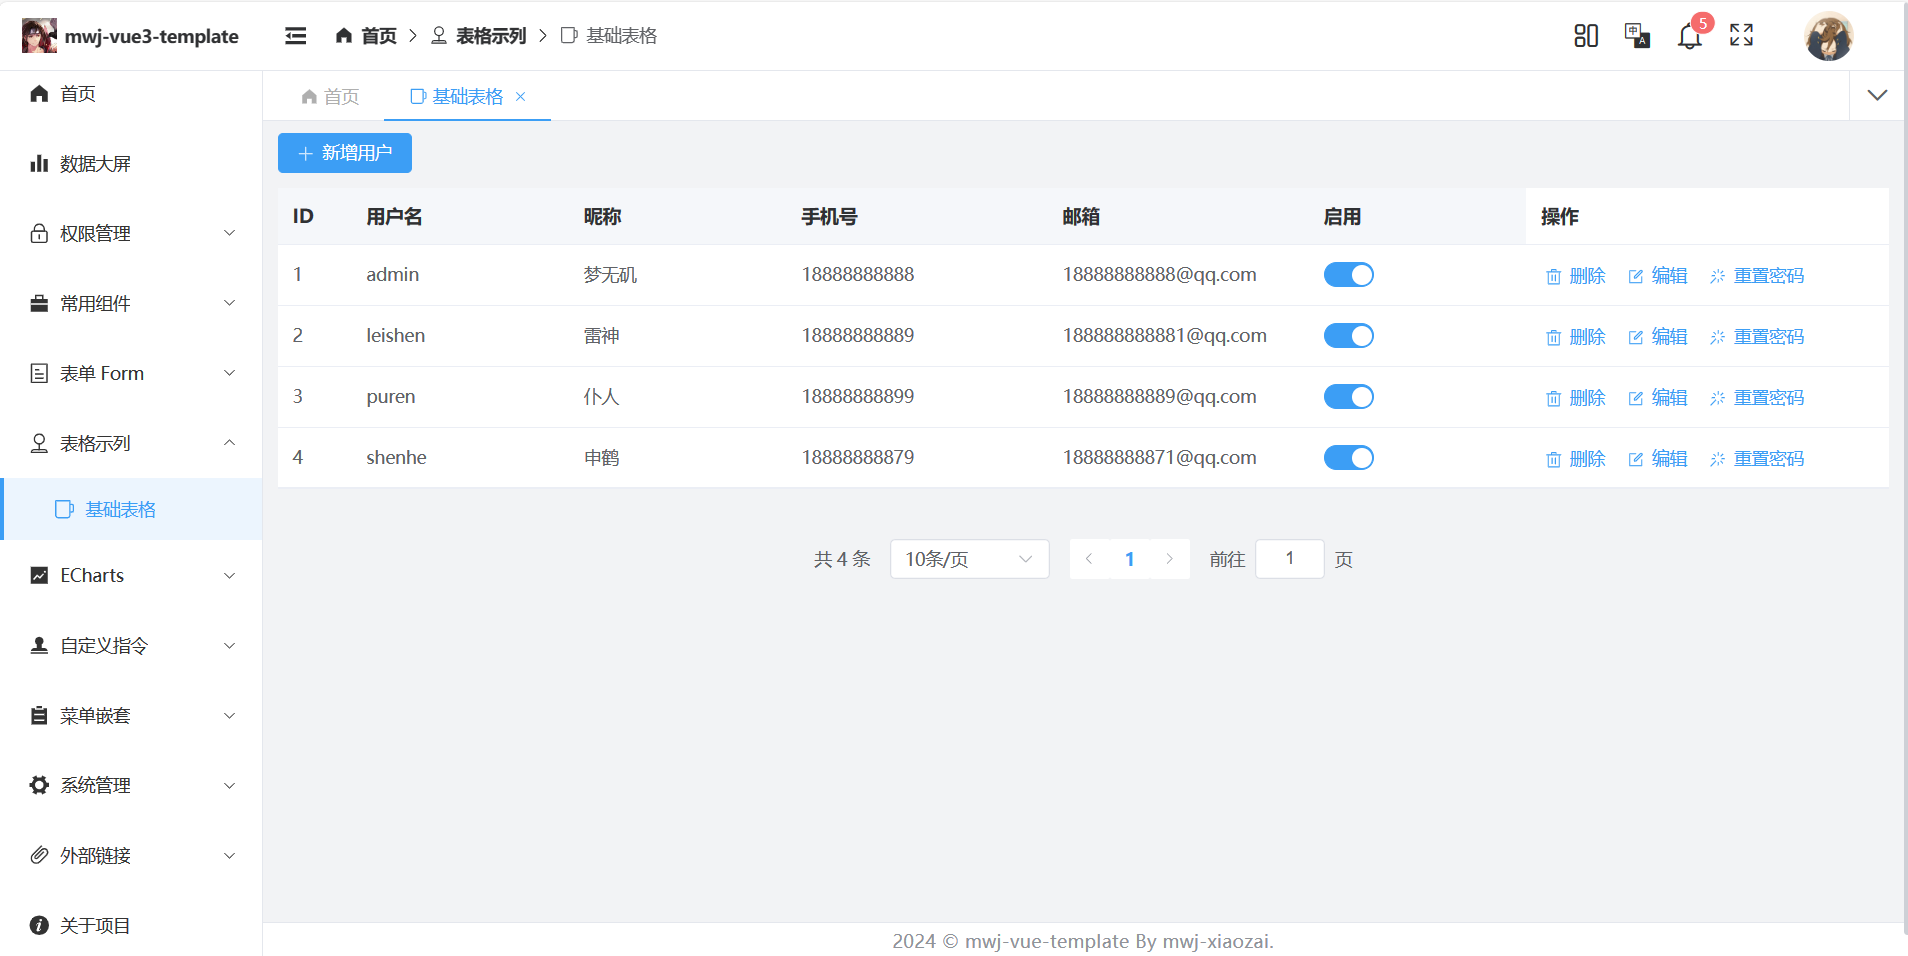 mwj-vue3-template
首页 > 表格示列 > 基础表格
5
首页
数据大屏
权限管理
常用组件
表单 Form
表格示列
基础表格
ECharts
自定义指令
菜单嵌套
系统管理
外部链接
关于项目
首页
基础表格 ×
+ 新增用户
ID 用户名 昵称 手机号 邮箱 启用 操作
1 admin 梦无矶 18888888888 18888888888@qq.com 删除 编辑 重置密码
2 leishen 雷神 18888888889 188888888881@qq.com 删除 编辑 重置密码
3 puren 仆人 18888888899 18888888889@qq.com 删除 编辑 重置密码
4 shenhe 申鹤 18888888879 18888888871@qq.com 删除 编辑 重置密码
共 4 条 10条/页 < 1 > 前往 1 页
2024 © mwj-vue-template By mwj-xiaozai.